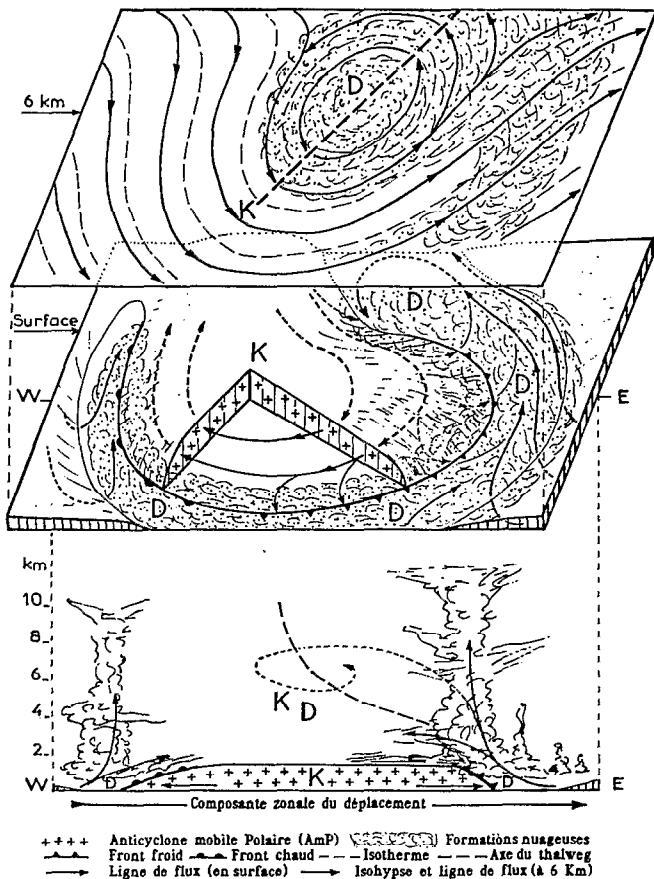 D
6 km
K
Surface
D
K
W
D
E
D
D
km
10
8
6
4
2
K
D
W
D
K
D
E
Composante zonale du déplacement
++++ Anticyclone mobile Polaire (AmP) Formations nuageuses
Front froid Front chaud Isotherme Axe du thalweg
Ligne de flux (en surface) Isohypse et ligne de flux (à 6 Km)